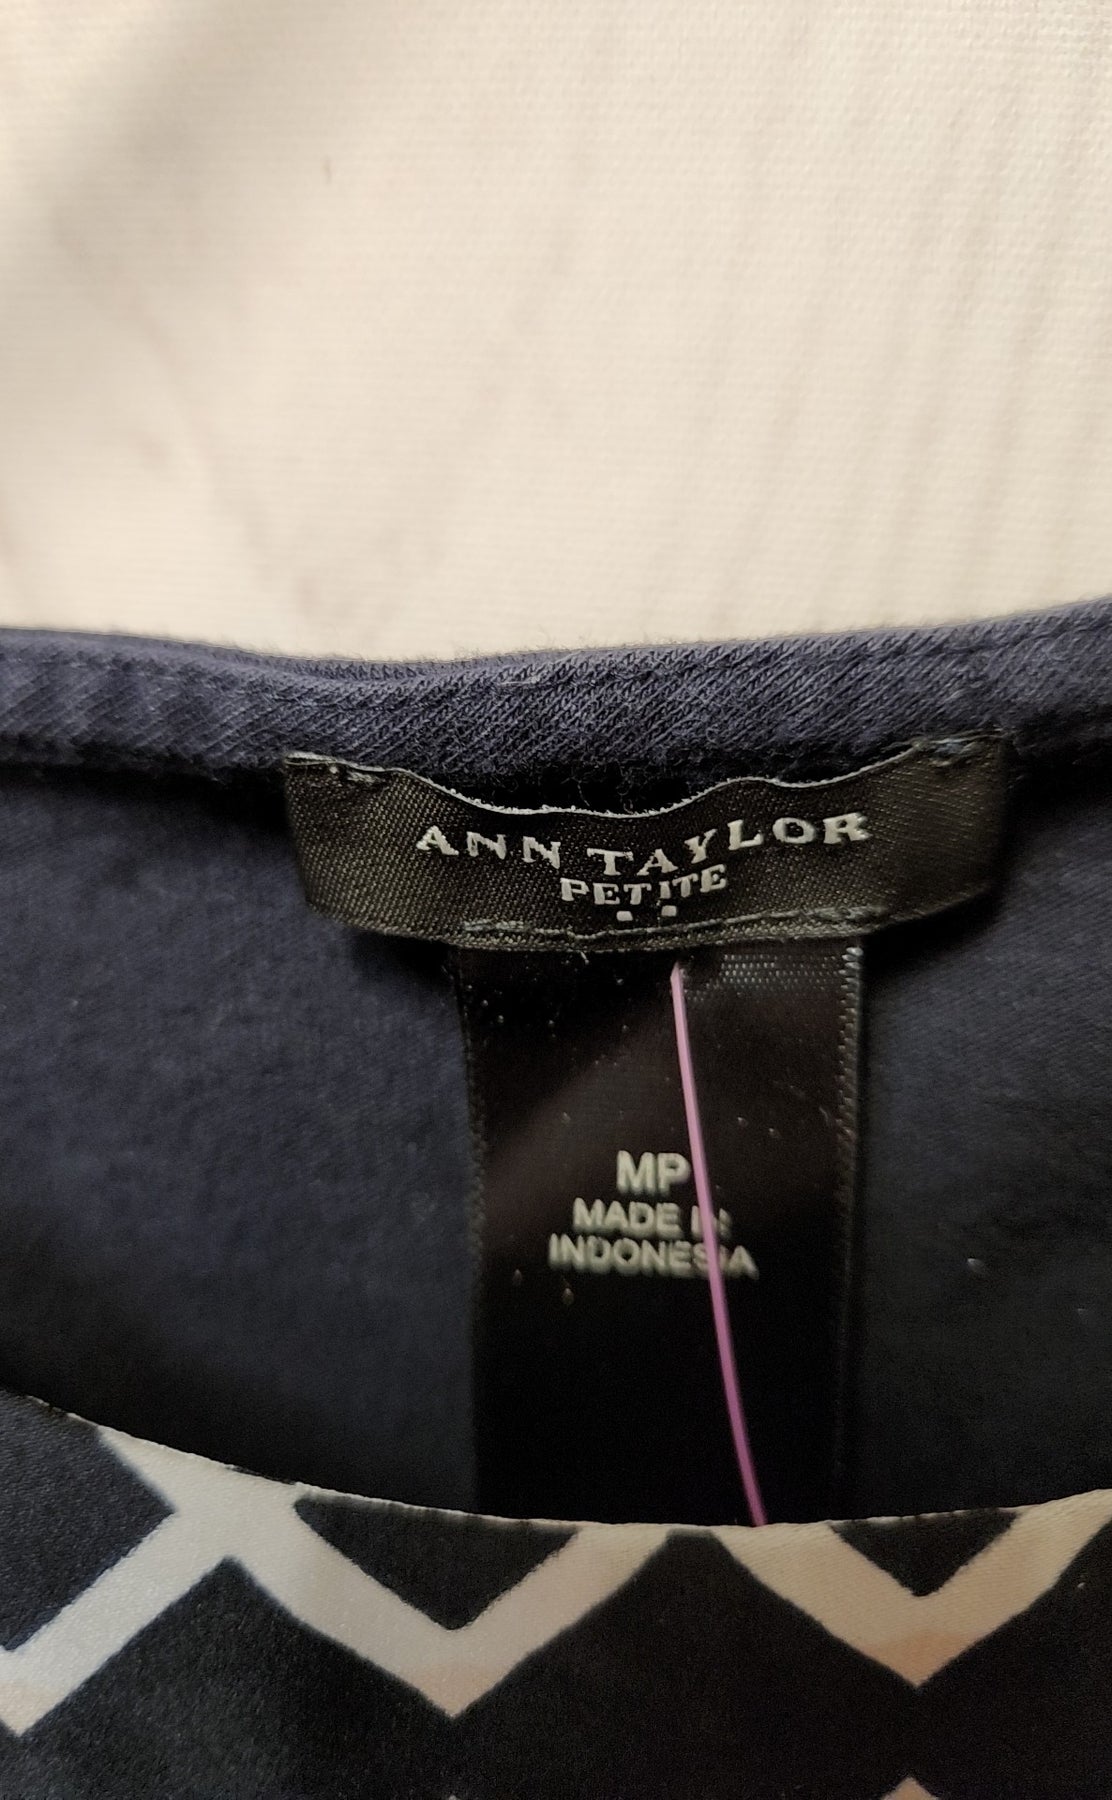 ANN TAYLOR
PETITE
MP
MADE IN
INDONESIA